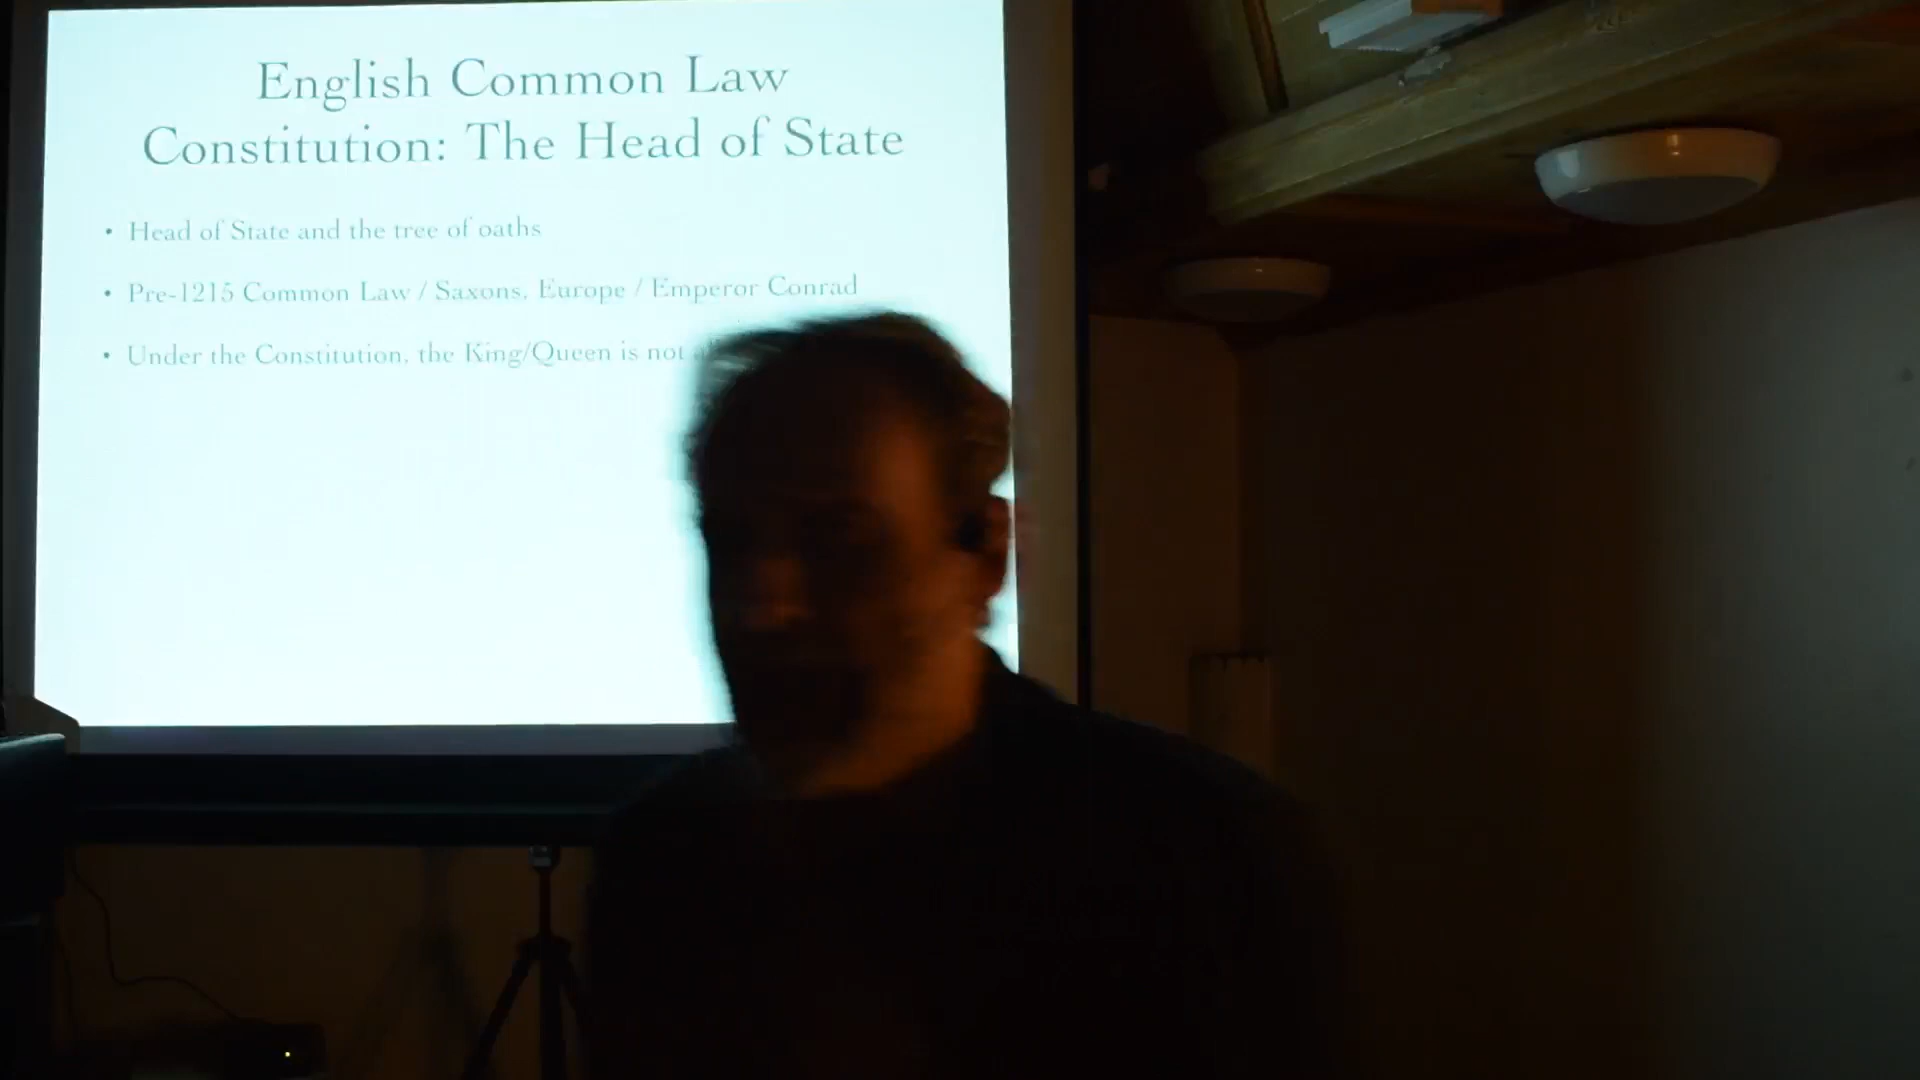 English Common Law
Constitution: The Head of State
• Head of State and the tree of oaths
• Pre-1215 Common Law / Saxons, Europe / Emperor Conrad
• Under the Constitution, the King/Queen is not